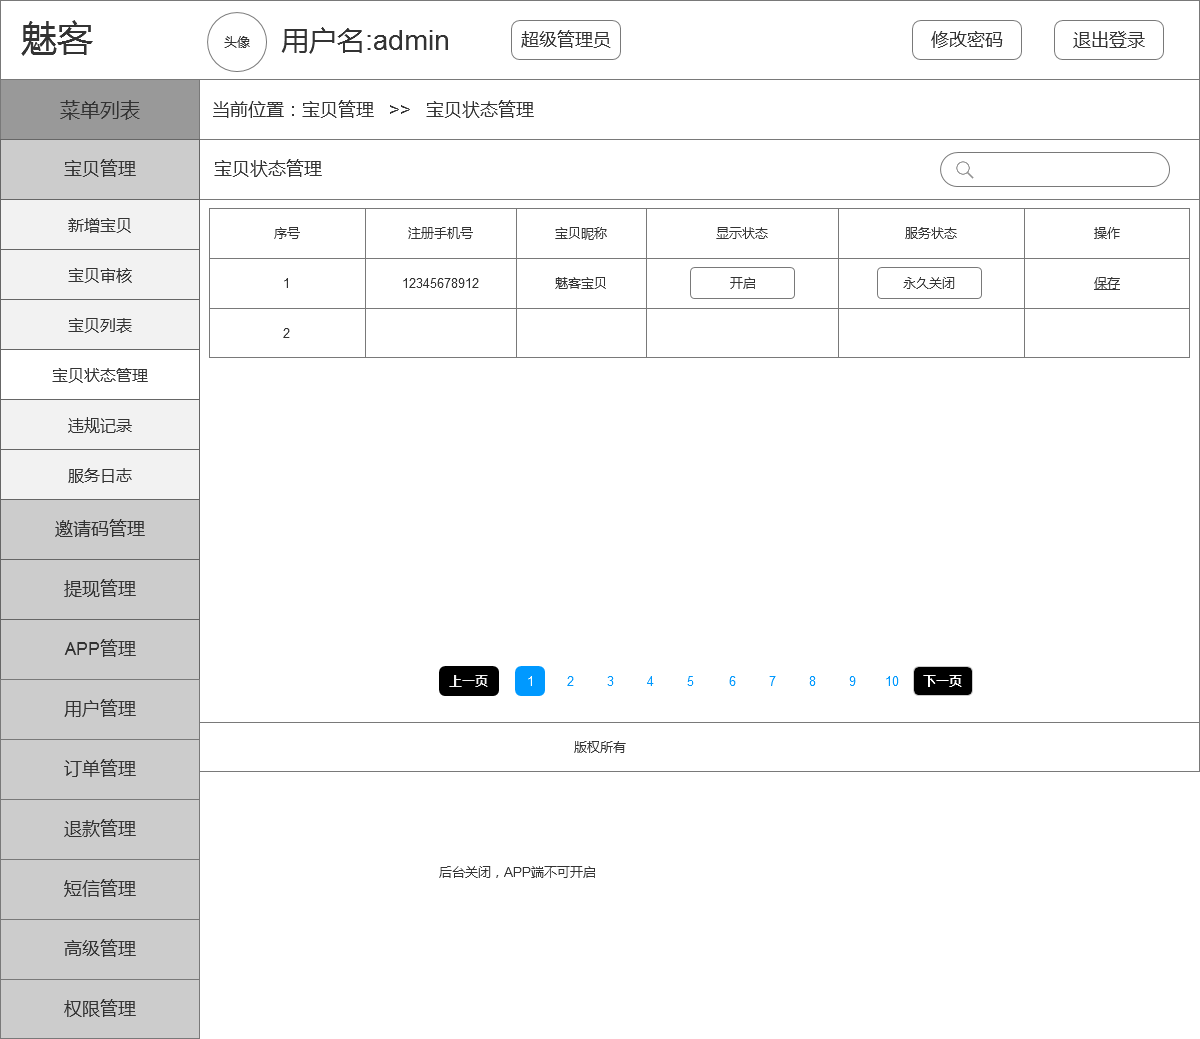 魅客
头像
用户名:admin
超级管理员
修改密码
退出登录
菜单列表
当前位置：宝贝管理 >> 宝贝状态管理
宝贝管理
宝贝状态管理
新增宝贝
宝贝审核
宝贝列表
宝贝状态管理
违规记录
服务日志
邀请码管理
提现管理
APP管理
用户管理
订单管理
退款管理
短信管理
高级管理
权限管理
序号 注册手机号 宝贝昵称 显示状态 服务状态 操作
1 12345678912 魅客宝贝 开启 永久关闭 保存
2
上一页 1 2 3 4 5 6 7 8 9 10 下一页
版权所有
后台关闭，APP端不可开启